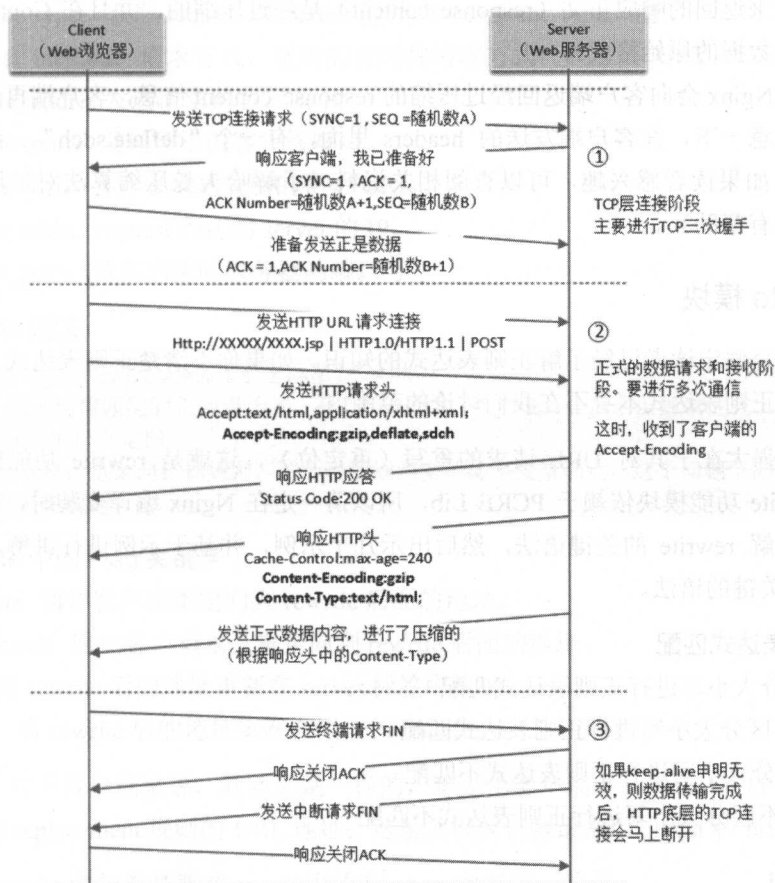 Client
（Web浏览器）
Server
（Web服务器）
发送TCP连接请求（SYNC=1，SEQ=随机数A）
响应客户端，我已准备好
（SYNC=1，ACK = 1,
ACK Number=随机数A+1,SEQ=随机数B）
准备发送正是数据
（ACK = 1,ACK Number=随机数B+1）
①
TCP层连接阶段
主要进行TCP三次握手
发送HTTP URL请求连接
Http://XXXXX/XXXX.jsp | HTTP1.0/HTTP1.1 | POST
发送HTTP请求头
Accept:text/html,application/xhtml+xml;
Accept-Encoding:gzip,deflate,sdch
响应HTTP应答
Status Code:200 OK
响应HTTP头
Cache-Control:max-age=240
Content-Encoding:gzip
Content-Type:text/html;
发送正式数据内容，进行了压缩的
（根据响应头中的Content-Type）
②
正式的数据请求和接收阶
段、要进行多次通信
这时，收到了客户端的
Accept-Encoding
发送终端请求FIN
响应关闭ACK
发送中断请求FIN
响应关闭ACK
③
如果keep-alive申明无
效，则数据传输完成
后，HTTP底层的TCP连
接会马上断开